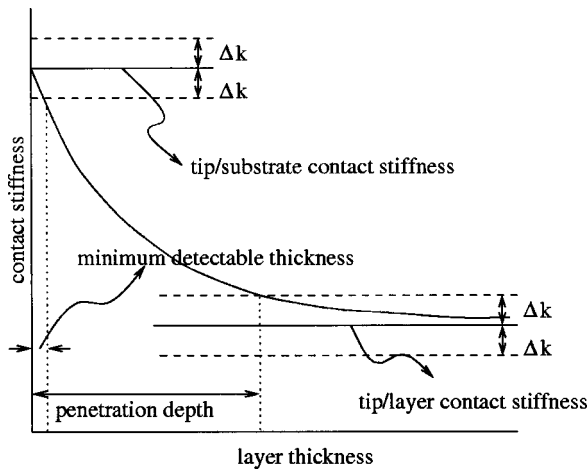 Δk
Δk
tip/substrate contact stiffness
contact stiffness
minimum detectable thickness
Δk
Δk
penetration depth
tip/layer contact stiffness
layer thickness